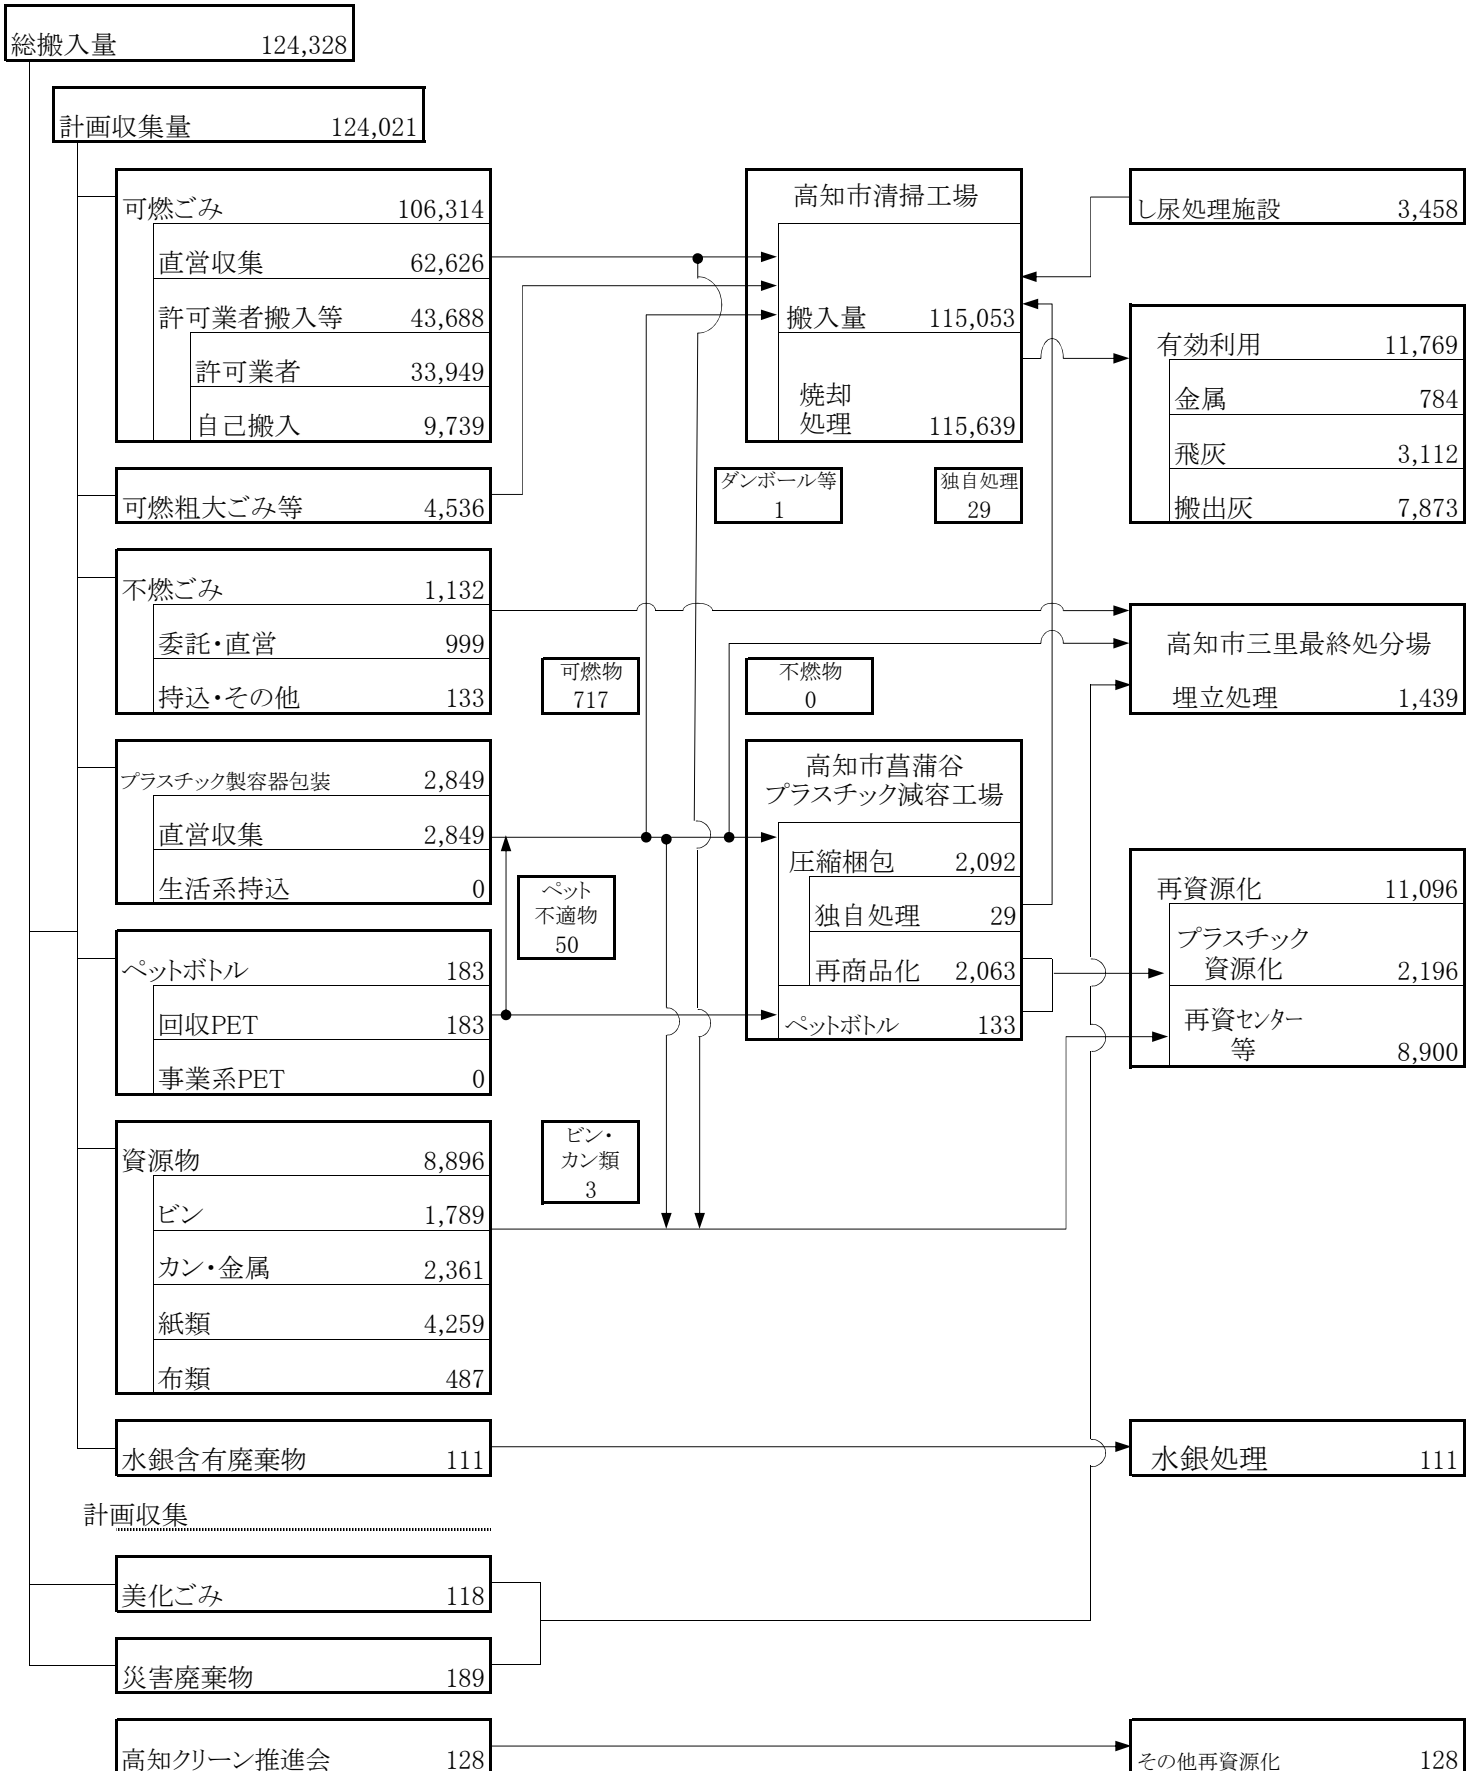 総搬入量 124,328
計画収集量 124,021
可燃ごみ 106,314
直営収集 62,626
許可業者搬入等 43,688
許可業者 33,949
自己搬入 9,739
可燃粗大ごみ等 4,536
不燃ごみ 1,132
委託・直営 999
持込・その他 133
プラスチック製容器包装 2,849
直営収集 2,849
生活系持込 0
ペットボトル 183
回収PET 183
事業系PET 0
資源物 8,896
ビン 1,789
カン・金属 2,361
紙類 4,259
布類 487
水銀含有廃棄物 111
計画収集
美化ごみ 118
災害廃棄物 189
高知クリーン推進会 128
可燃物
717
ペット
不適物
50
ビン・
カン類
3
高知市清掃工場
搬入量 115,053
焼却
処理 115,639
ダンボール等
1
独自処理
29
不燃物
0
高知市菖蒲谷
プラスチック減容工場
圧縮梱包 2,092
独自処理 29
再商品化 2,063
ペットボトル 133
し尿処理施設 3,458
有効利用 11,769
金属 784
飛灰 3,112
搬出灰 7,873
高知市三里最終処分場
埋立処理 1,439
再資源化 11,096
プラスチック
資源化 2,196
再資センター
等 8,900
水銀処理 111
その他再資源化 128